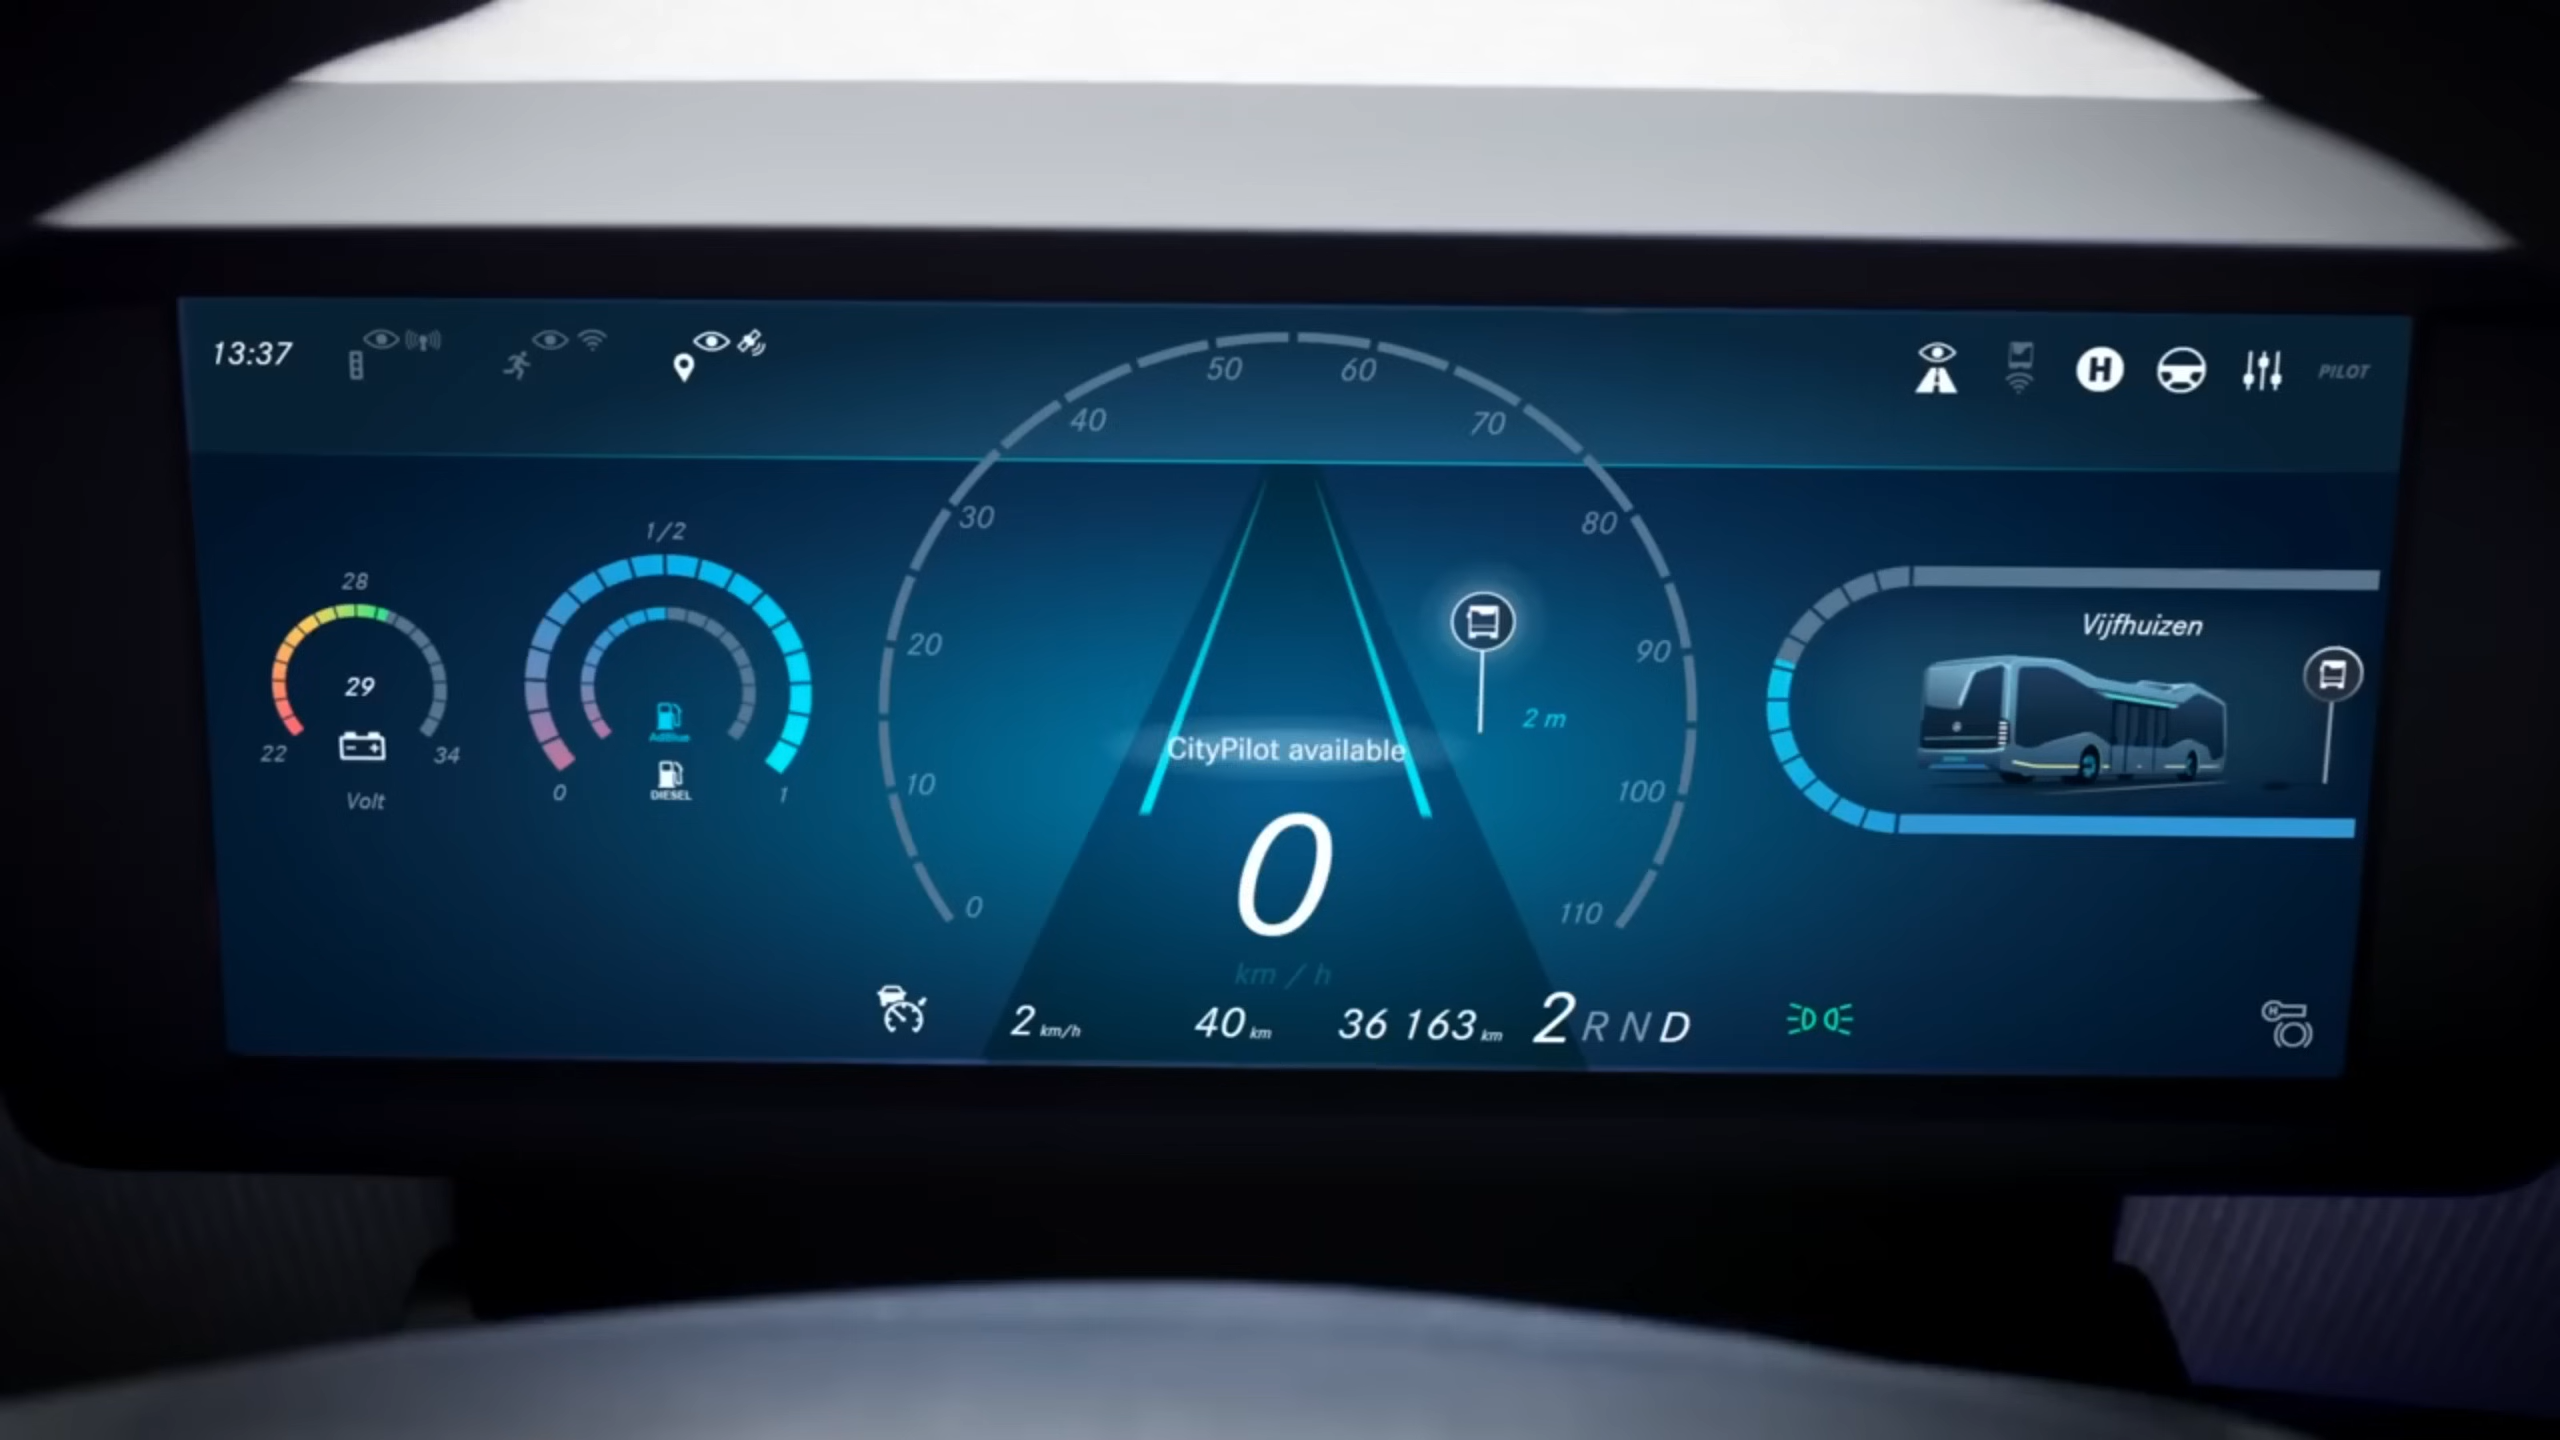 13:37
H
PILOT
50 60
40 70
30 80
20 90
10 100
0 110
28
29
22 34
Volt
1/2
AdBlue
DIESEL
0 1
2 m
CityPilot available
0
km / h
2 km/h
40 km
36 163 km
2 R N D
Vijfhuizen
H